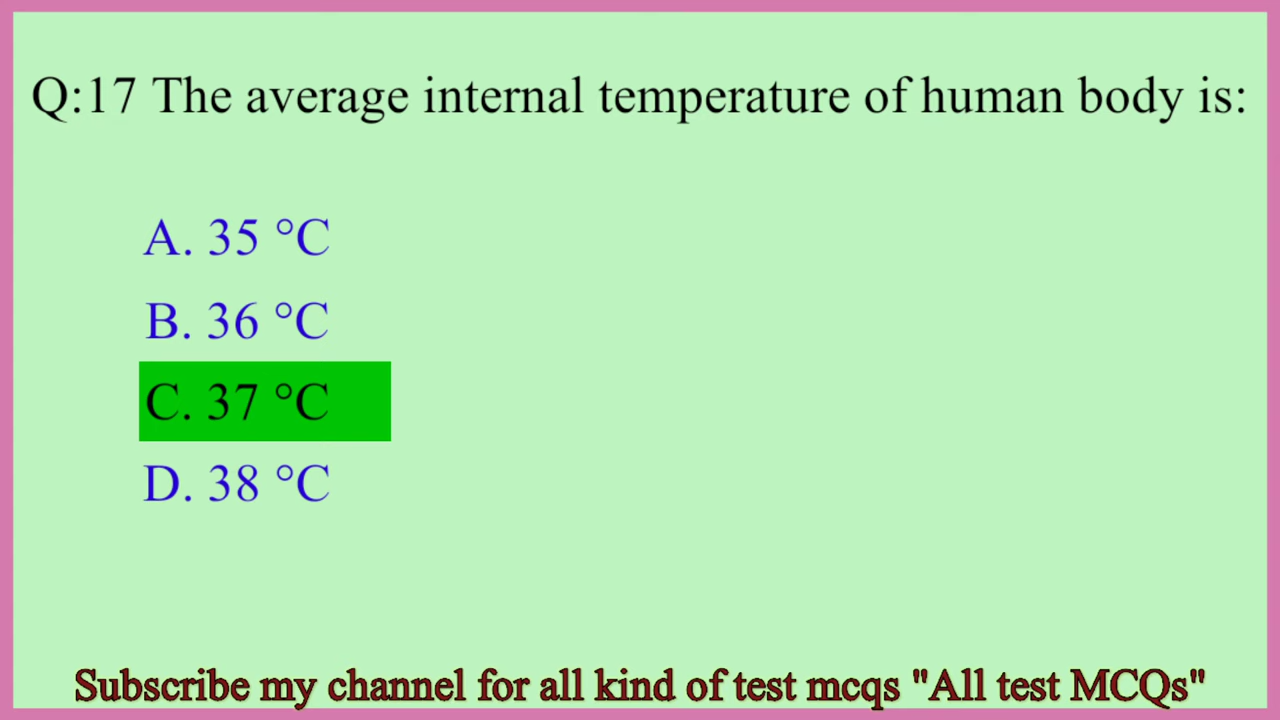 Q:17 The average internal temperature of human body is:
A. 35 °C
B. 36 °C
C. 37 °C
D. 38 °C
Subscribe my channel for all kind of test mcqs "All test MCQs"